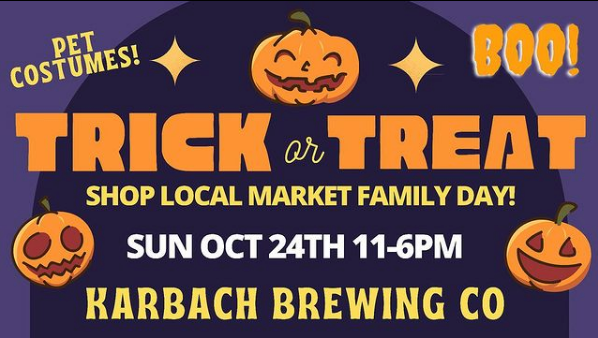 PET
COSTUMES!
BOO!
TRICK or TREAT
SHOP LOCAL MARKET FAMILY DAY!
SUN OCT 24TH 11-6PM
KARBACH BREWING CO